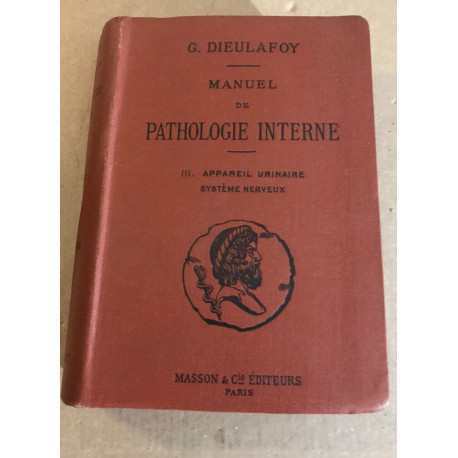 G. DIEULAFOY
MANUEL
DE
PATHOLOGIE INTERNE
III. APPAREIL URINAIRE
SYSTÈME NERVEUX
MASSON & Cie ÉDITEURS
PARIS